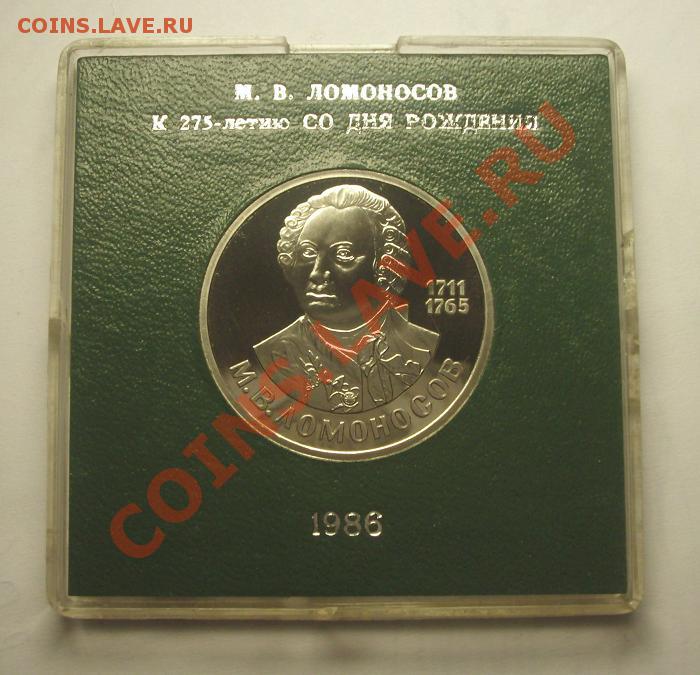 COINS.LAVE.RU
М. В. ЛОМОНОСОВ
К 275-летию СО ДНЯ РОЖДЕНИЯ
1711
1765
М.В.ЛОМОНОСОВ
1986
COINS.LAVE.RU